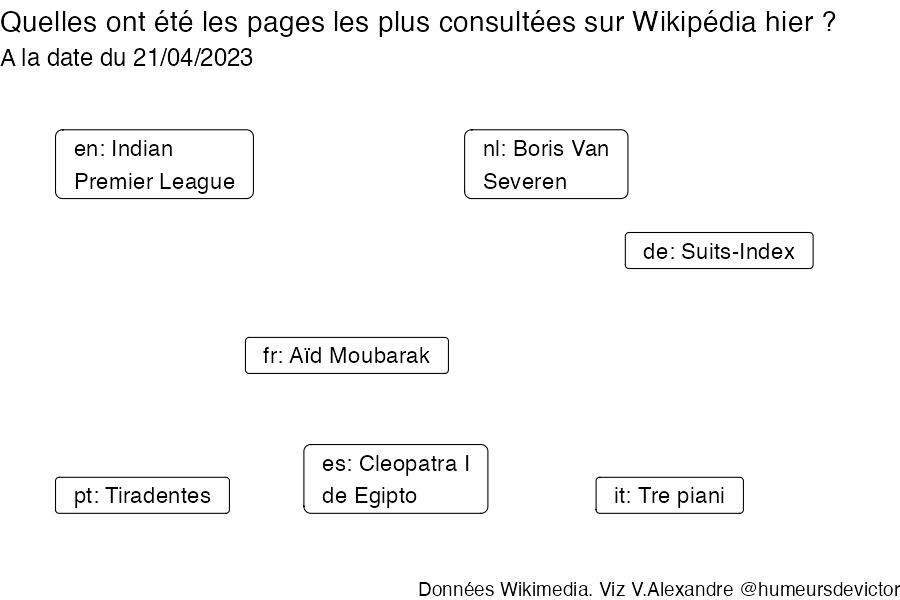 Quelles ont été les pages les plus consultées sur Wikipédia hier ?
A la date du 21/04/2023
en: Indian
Premier League
nl: Boris Van
Severen
de: Suits-Index
fr: Aïd Moubarak
es: Cleopatra I
de Egipto
pt: Tiradentes
it: Tre piani
Données Wikimedia. Viz V.Alexandre @humeursdevictor